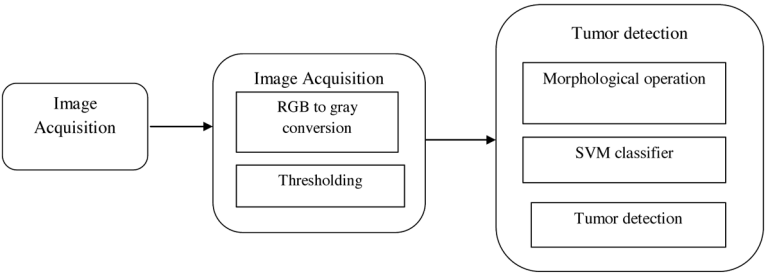 Image
Acquisition
Image Acquisition
RGB to gray
conversion
Thresholding
Tumor detection
Morphological operation
SVM classifier
Tumor detection